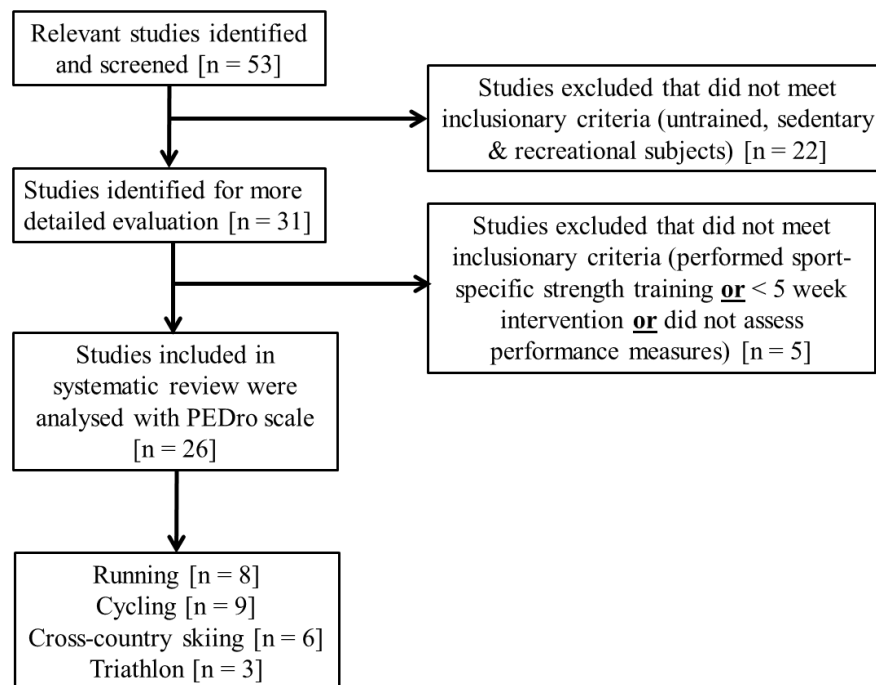 Relevant studies identified
and screened [n = 53]
Studies excluded that did not meet
inclusionary criteria (untrained, sedentary
& recreational subjects) [n = 22]
Studies identified for more
detailed evaluation [n = 31]
Studies excluded that did not meet
inclusionary criteria (performed sport-
specific strength training or < 5 week
intervention or did not assess
performance measures) [n = 5]
Studies included in
systematic review were
analysed with PEDro scale
[n = 26]
Running [n = 8]
Cycling [n = 9]
Cross-country skiing [n = 6]
Triathlon [n = 3]